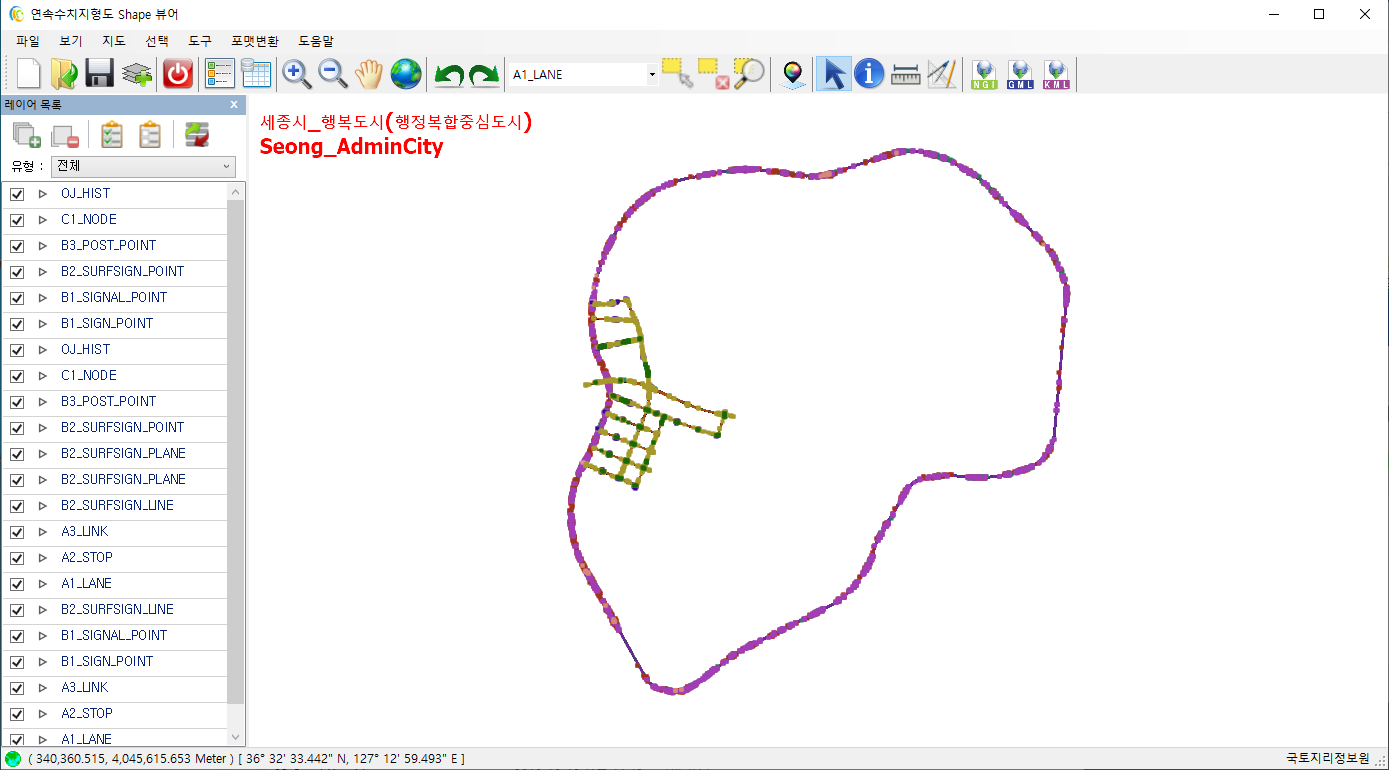 연속수치지형도 Shape 뷰어
파일 보기 지도 선택 도구 포맷변환 도움말
A1_LANE
NGI GML KML
레이어 목록
유형 : 전체
OJ_HIST
C1_NODE
B3_POST_POINT
B2_SURFSIGN_POINT
B1_SIGNAL_POINT
B1_SIGN_POINT
OJ_HIST
C1_NODE
B3_POST_POINT
B2_SURFSIGN_POINT
B2_SURFSIGN_PLANE
B2_SURFSIGN_PLANE
B2_SURFSIGN_LINE
A3_LINK
A2_STOP
A1_LANE
B2_SURFSIGN_LINE
B1_SIGNAL_POINT
B1_SIGN_POINT
A3_LINK
A2_STOP
A1_LANE
세종시_행복도시(행정복합중심도시)
Seong_AdminCity
( 340,360.515, 4,045,615.653 Meter ) [ 36° 32' 33.442" N, 127° 12' 59.493" E ]
국토지리정보원